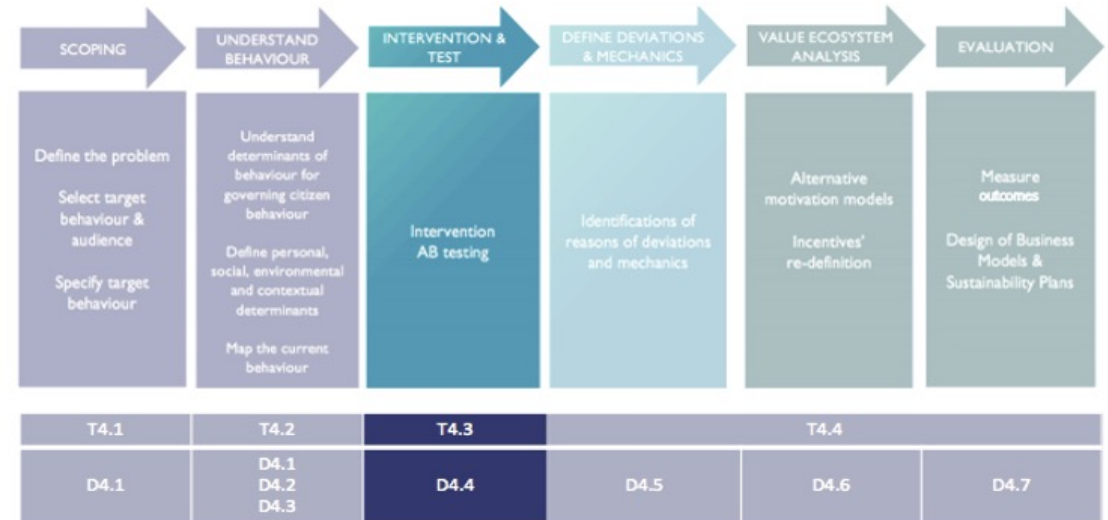 SCOPING
UNDERSTAND
BEHAVIOUR
INTERVENTION &
TEST
DEFINE DEVIATIONS
& MECHANICS
VALUE ECOSYSTEM
ANALYSIS
EVALUATION
Define the problem
Select target
behaviour &
audience
Specify target
behaviour
Understand
determinants of
behaviour for
governing citizen
behaviour
Define personal,
social, environmental
and contextual
determinants
Map the current
behaviour
Intervention
AB testing
Identifications of
reasons of deviations
and mechanics
Alternative
motivation models
Incentives'
re-definition
Measure
outcomes
Design of Business
Models &
Sustainability Plans
T4.1
T4.2
T4.3
T4.4
D4.1
D4.1
D4.2
D4.3
D4.4
D4.5
D4.6
D4.7